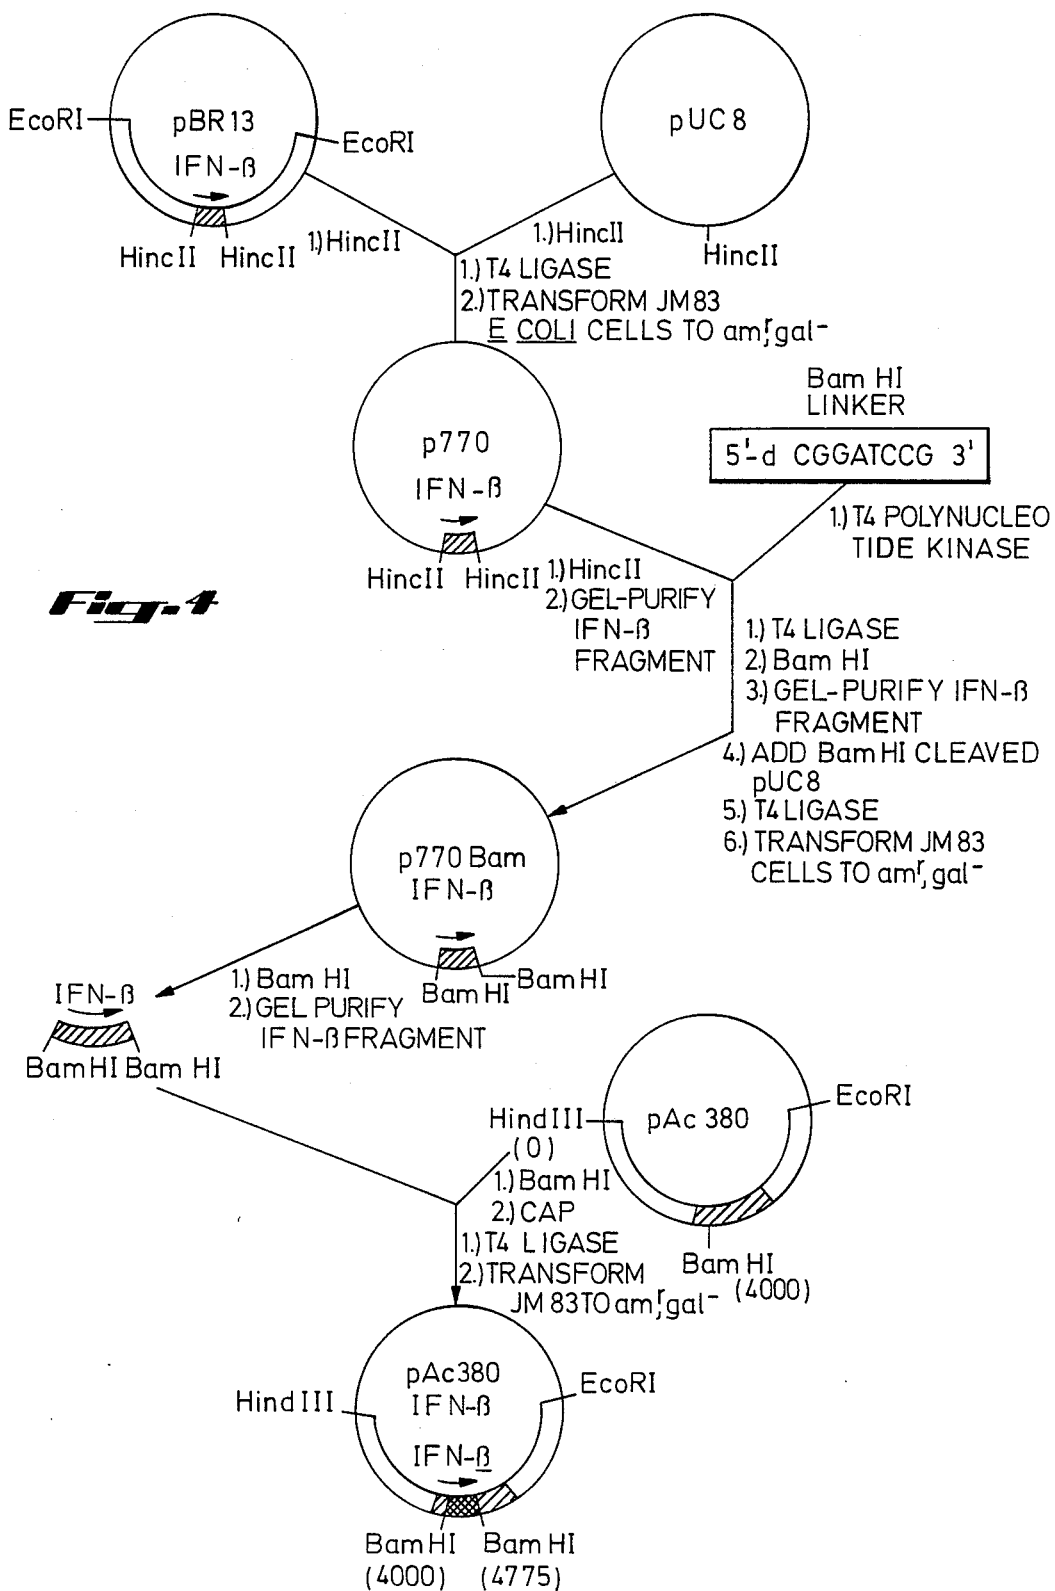 pBR13
IFN-ß
EcoRI
EcoRI
HincII
HincII
1.)HincII
pUC8
1.)HincII
HincII
1.) T4 LIGASE
2.)TRANSFORM JM83
E COLI CELLS TO amʳ, gal⁻
p770
IFN-ß
HincII
HincII
Bam HI
LINKER
5'-d CGGATCCG 3'
1.)T4 POLYNUCLEO
TIDE KINASE
1.)HincII
2.)GEL-PURIFY
IFN-ß
FRAGMENT
Fig. 4
1.) T4 LIGASE
2.) Bam HI
3.) GEL-PURIFY IFN-ß
FRAGMENT
4.) ADD Bam HI CLEAVED
pUC8
5.) T4 LIGASE
6.) TRANSFORM JM83
CELLS TO amʳ, gal⁻
p770 Bam
IFN-ß
Bam HI
Bam HI
1.) Bam HI
2.)GEL PURIFY
IFN-ß FRAGMENT
IFN-ß
Bam HI
Bam HI
HindIII
(0)
pAc 380
EcoRI
1.) Bam HI
2.) CAP
Bam HI
(4000)
1.)T4 LIGASE
2.)TRANSFORM
JM 83 TO amʳ, gal⁻
pAc380
IFN-ß
HindIII
EcoRI
IFN-ß
Bam HI
(4000)
Bam HI
(4775)